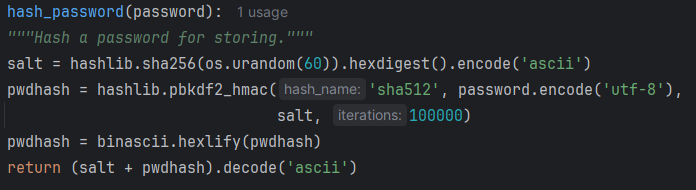 hash_password(password): 1 usage
"""Hash a password for storing."""
salt = hashlib.sha256(os.urandom(60)).hexdigest().encode('ascii')
pwdhash = hashlib.pbkdf2_hmac( hash_name: 'sha512', password.encode('utf-8'),
salt, iterations: 100000)
pwdhash = binascii.hexlify(pwdhash)
return (salt + pwdhash).decode('ascii')